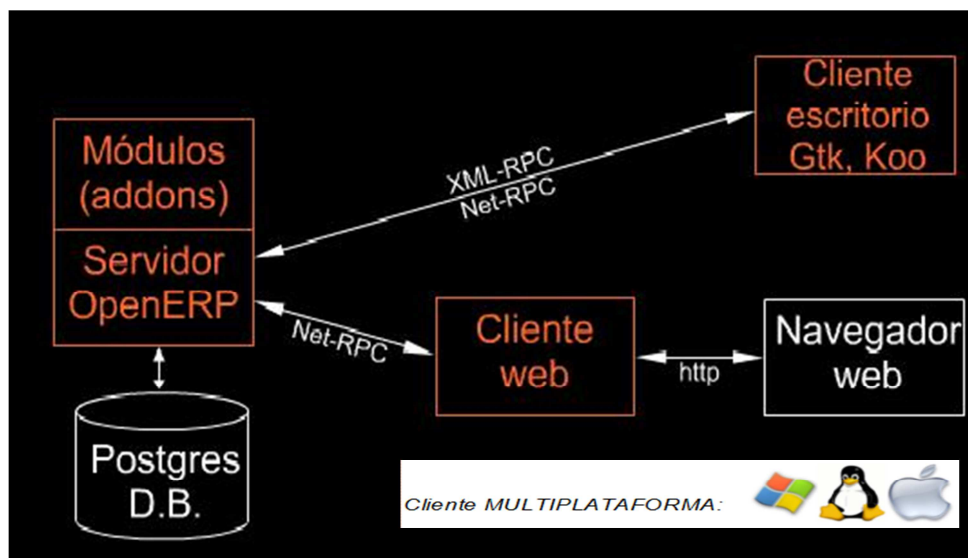 Módulos
(addons)
Servidor
OpenERP
Postgres
D.B.
XML-RPC
Net-RPC
Cliente
escritorio
Gtk, Koo
Net-RPC
Cliente
web
http
Navegador
web
Cliente MULTIPLATAFORMA: